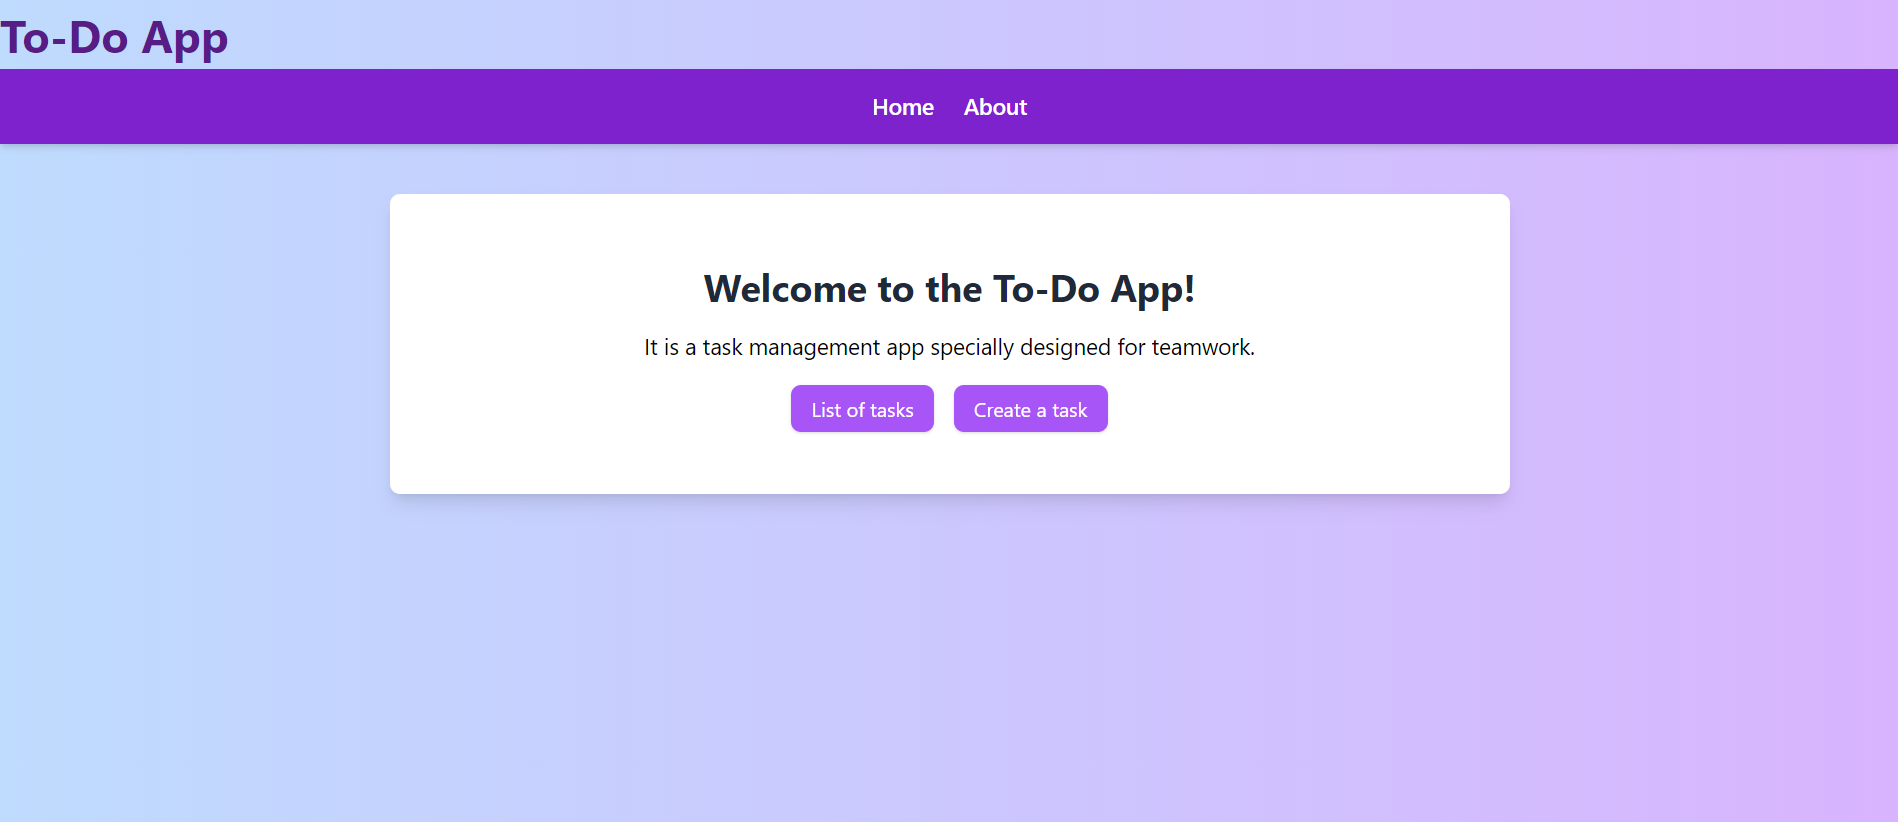 To-Do App
Home About
Welcome to the To-Do App!
It is a task management app specially designed for teamwork.
List of tasks Create a task